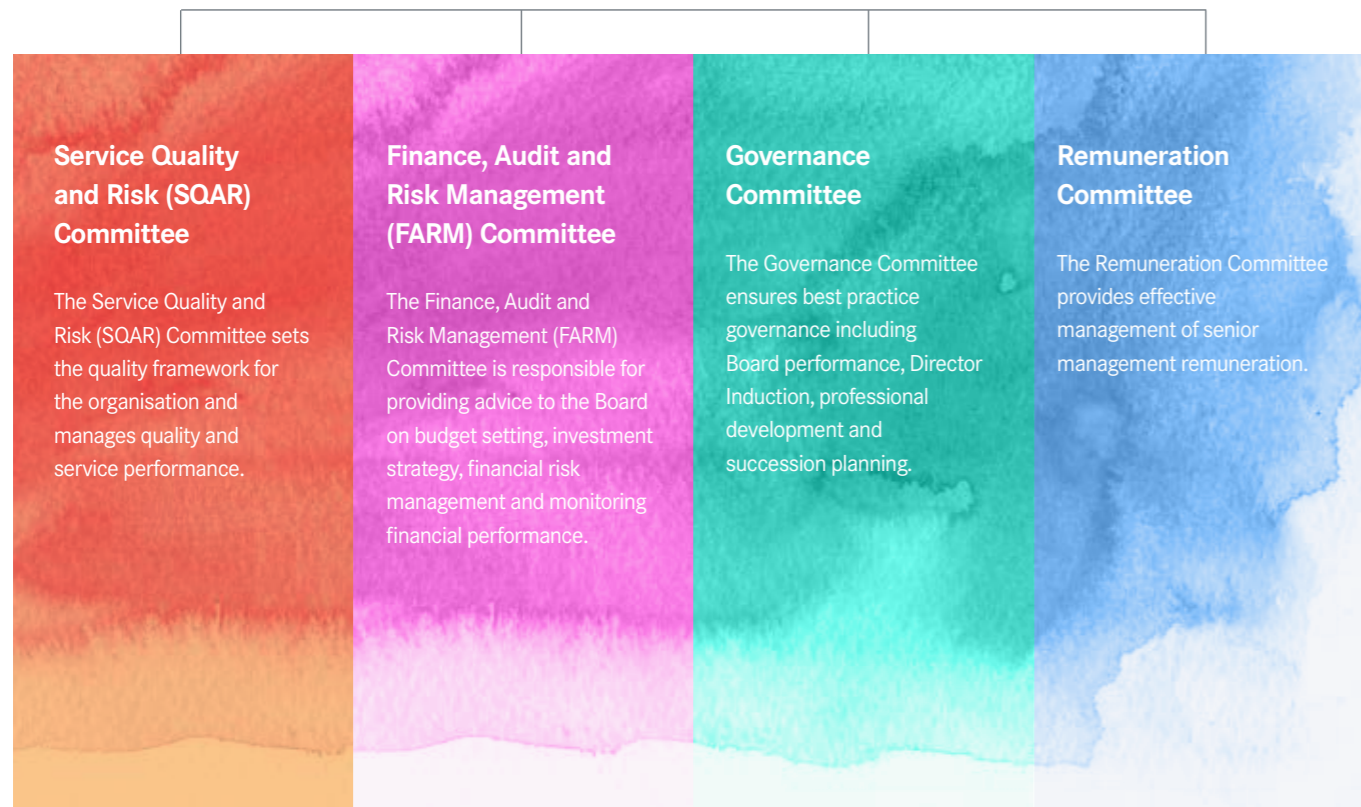 Service Quality
and Risk (SQAR)
Committee
The Service Quality and
Risk (SQAR) Committee sets
the quality framework for
the organisation and
manages quality and
service performance.
Finance, Audit and
Risk Management
(FARM) Committee
The Finance, Audit and
Risk Management (FARM)
Committee is responsible for
providing advice to the Board
on budget setting, investment
strategy, financial risk
management and monitoring
financial performance.
Governance
Committee
The Governance Committee
ensures best practice
governance including
Board performance, Director
Induction, professional
development and
succession planning.
Remuneration
Committee
The Remuneration Committee
provides effective
management of senior
management remuneration.